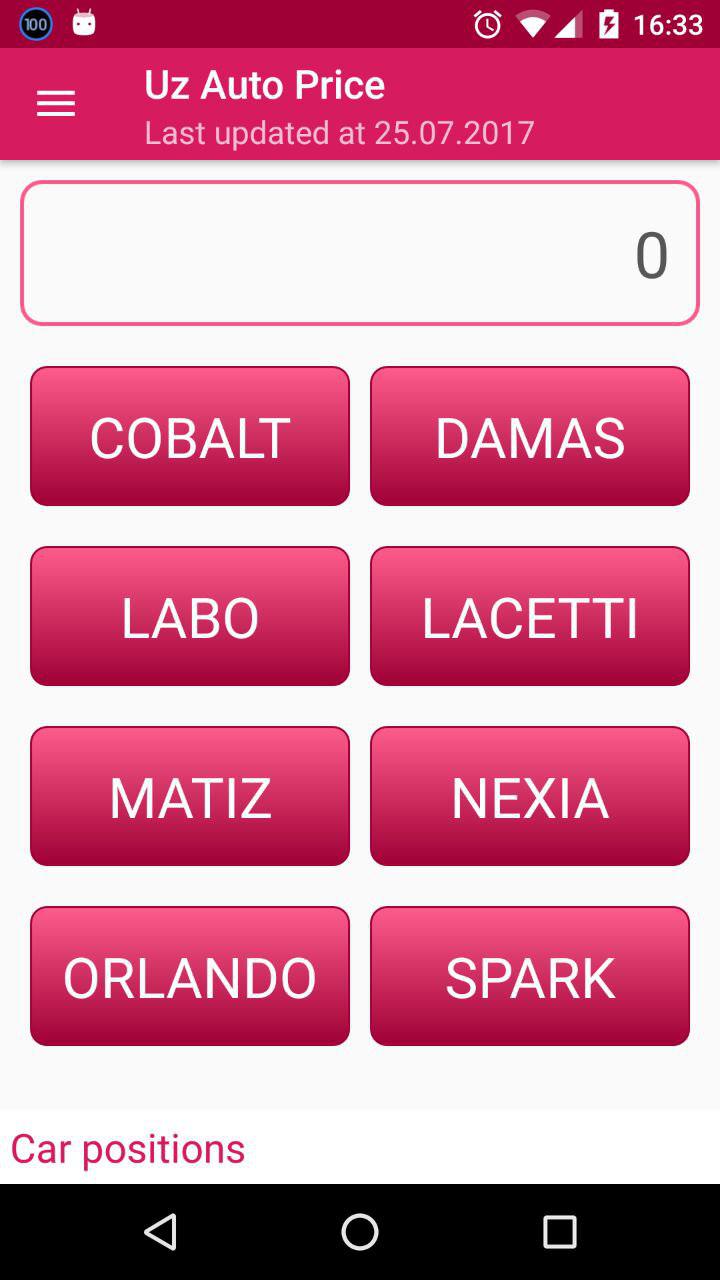 100
16:33
Uz Auto Price
Last updated at 25.07.2017
0
COBALT
DAMAS
LABO
LACETTI
MATIZ
NEXIA
ORLANDO
SPARK
Car positions